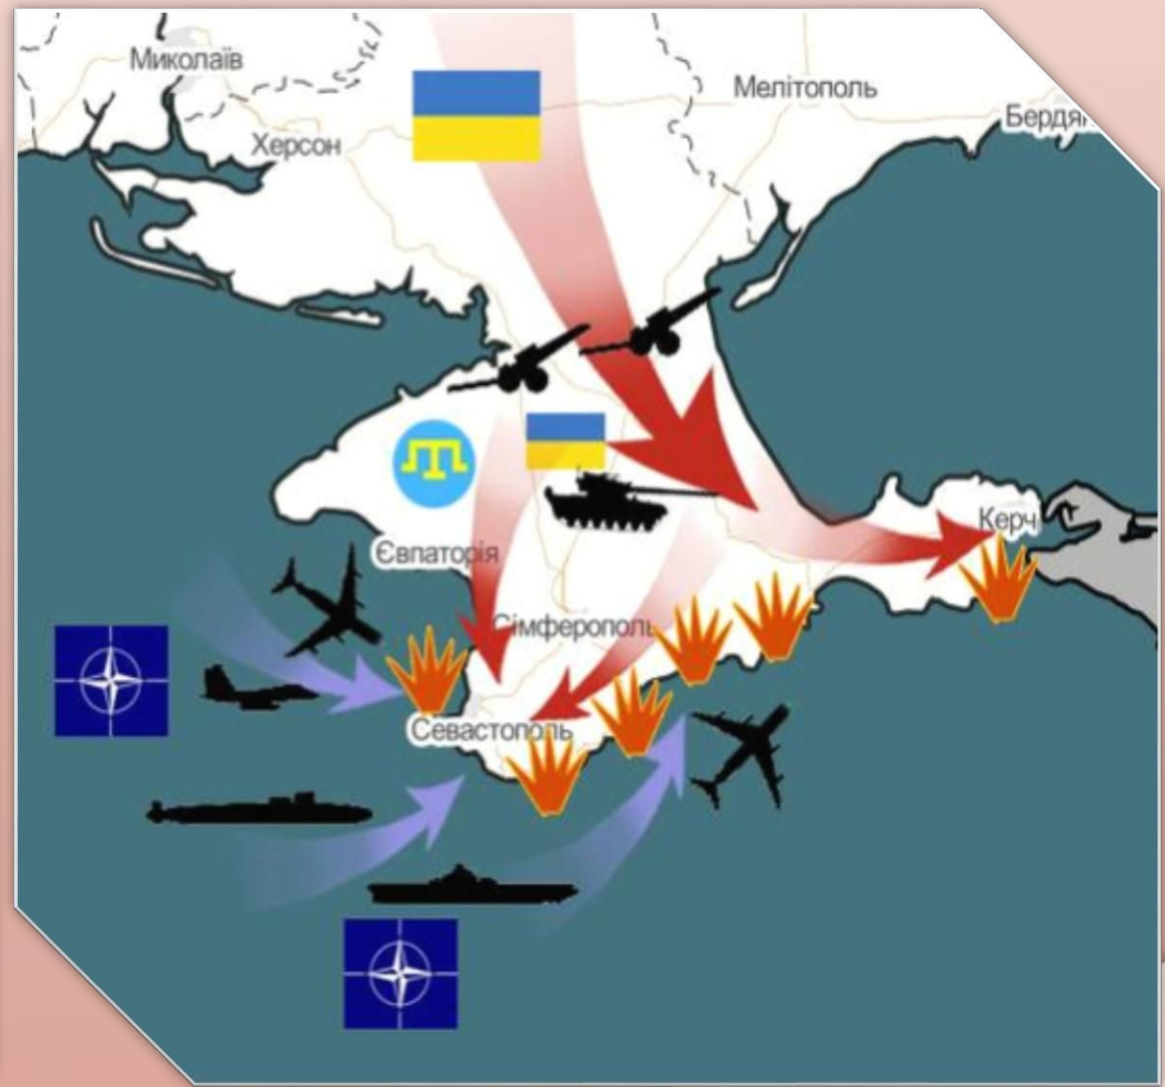 Миколаїв
Мелітополь
Херсон
Керч
Євпаторія
Сімферополь
Севастополь